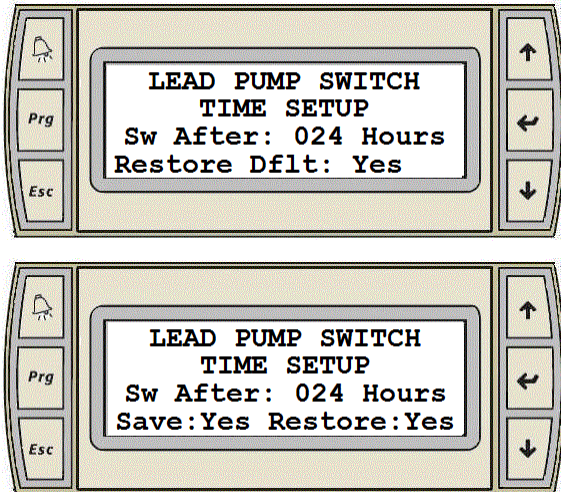 LEAD PUMP SWITCH
TIME SETUP
Sw After: 024 Hours
Restore Dflt: Yes
Prg
Esc
LEAD PUMP SWITCH
TIME SETUP
Sw After: 024 Hours
Save:Yes Restore:Yes
Prg
Esc